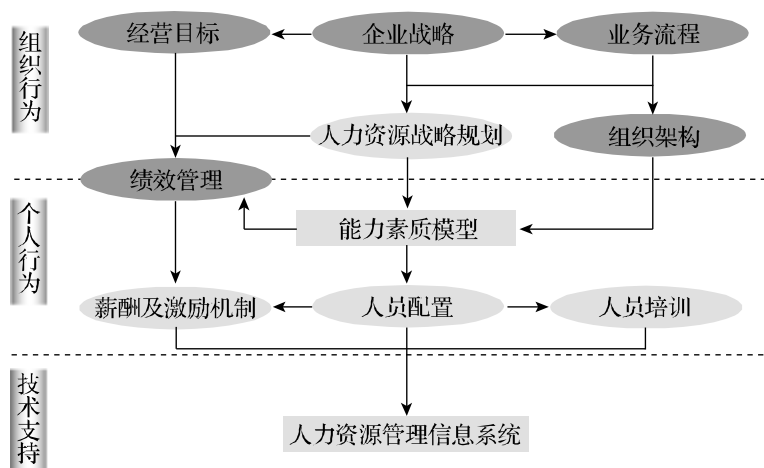 组织行为
经营目标
企业战略
业务流程
人力资源战略规划
组织架构
绩效管理
个人行为
能力素质模型
薪酬及激励机制
人员配置
人员培训
技术支持
人力资源管理信息系统